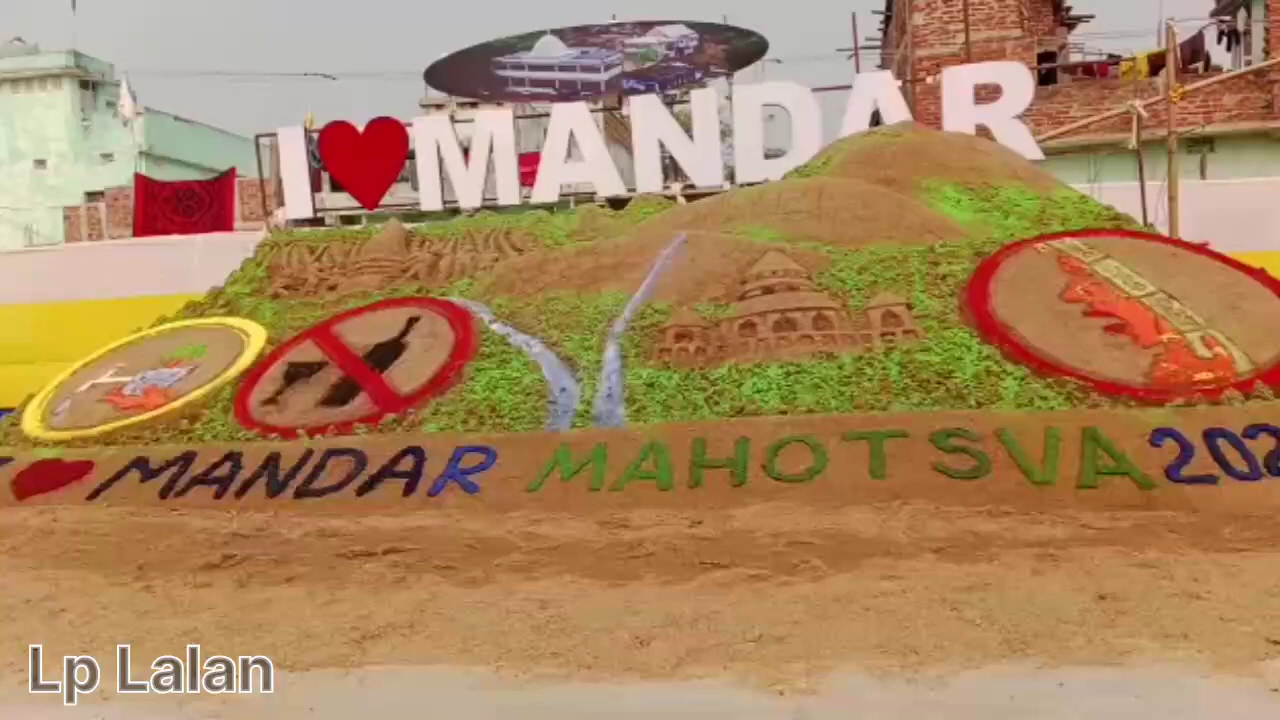 I ❤ MANDAR
I ❤ MANDAR MAHOTSVA 202
Lp Lalan